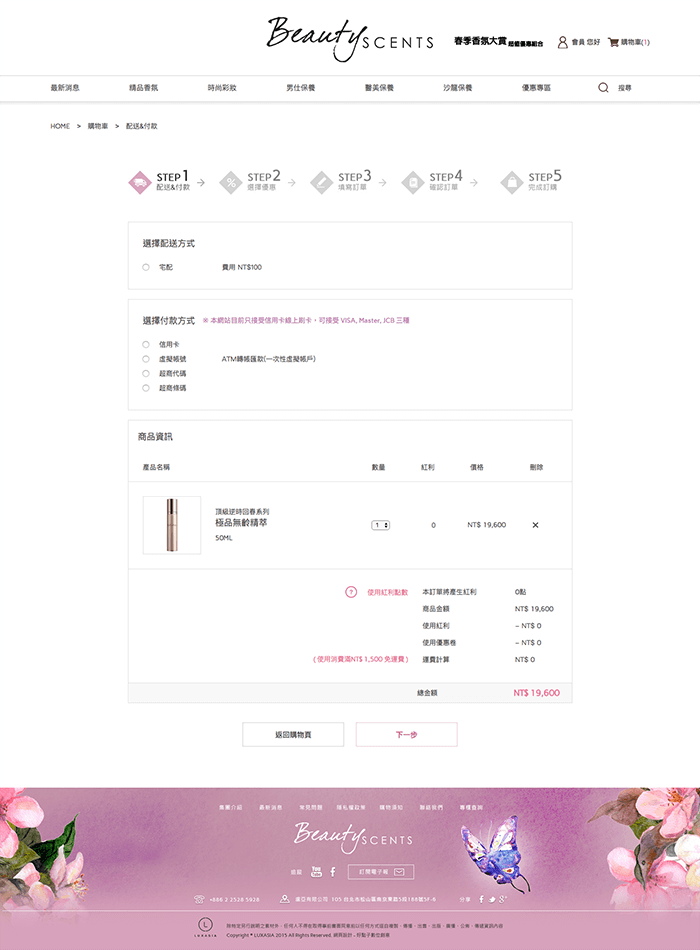 Beauty SCENTS
春季香氛大賞 超值優惠組合
會員 您好 購物車(1)
最新消息 精品香氛 時尚彩妝 男仕保養 醫美保養 沙龍保養 優惠專區 搜尋
HOME > 購物車 > 配送&付款
STEP 1 STEP 2 STEP 3 STEP 4 STEP 5
配送&付款 選擇優惠 填寫訂單 確認訂單 完成訂購
選擇配送方式
宅配 費用 NT$100
選擇付款方式 ※ 本網站目前只接受信用卡線上刷卡，可接受 VISA, Master, JCB 三種
信用卡
虛擬帳號 ATM轉帳匯款(一次性虛擬帳戶)
超商代碼
超商條碼
商品資訊
產品名稱 數量 紅利 價格 刪除
頂級逆時回春系列
極品無齡精萃
50ML
1 0 NT$ 19,600 ×
? 使用紅利點數 本訂單將產生紅利 0點
商品金額 NT$ 19,600
使用紅利 – NT$ 0
使用優惠卷 – NT$ 0
( 使用消費滿NT$ 1,500 免運費 ) 運費計算 NT$ 0
總金額 NT$ 19,600
返回購物頁 下一步
集團介紹 最新消息 常見問題 隱私權政策 購物須知 聯絡我們 專櫃查詢
Beauty SCENTS
追蹤 You Tube f 訂閱電子報
+886 2 2528 5928 105 台北市松山區南京東路5段188號5F-8 分享
LUXASIA
Copyright © LUXASIA 2015 All Rights Reserved.